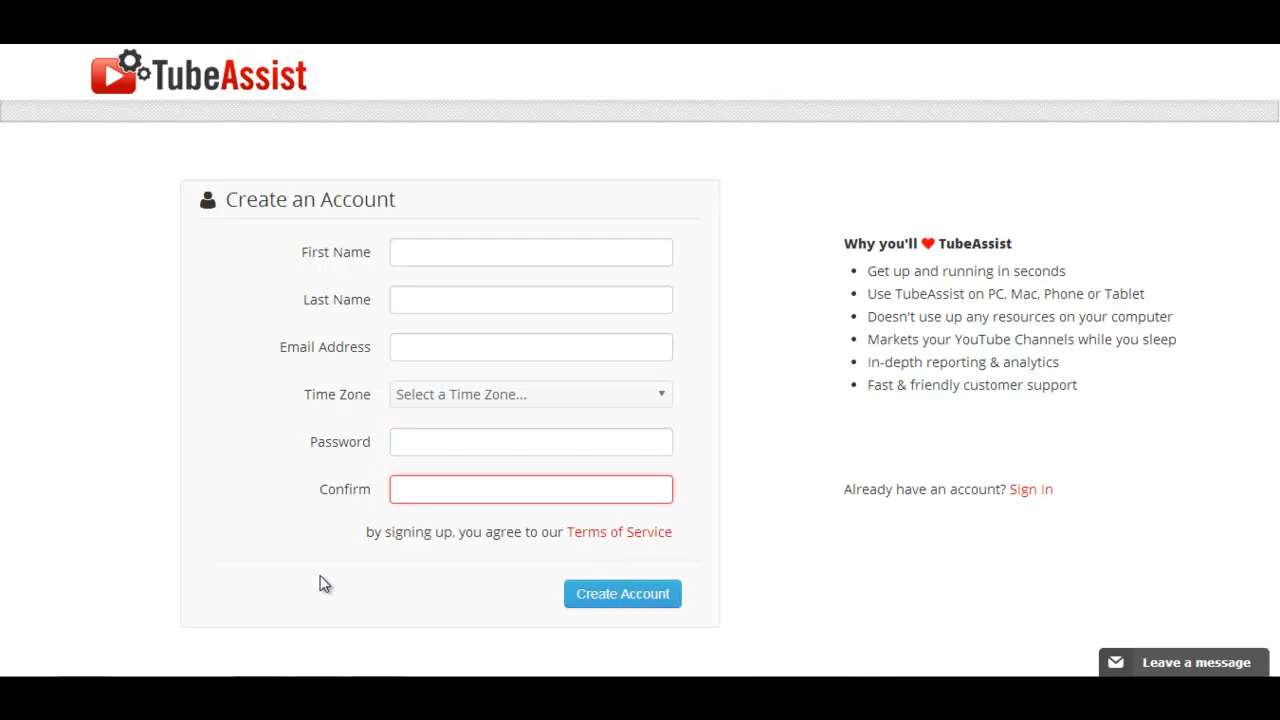 TubeAssist
Create an Account
First Name
Last Name
Email Address
Time Zone
Select a Time Zone...
Password
Confirm
by signing up, you agree to our Terms of Service
Create Account
Why you'll ♥ TubeAssist
• Get up and running in seconds
• Use TubeAssist on PC, Mac, Phone or Tablet
• Doesn't use up any resources on your computer
• Markets your YouTube Channels while you sleep
• In-depth reporting & analytics
• Fast & friendly customer support
Already have an account? Sign In
Leave a message